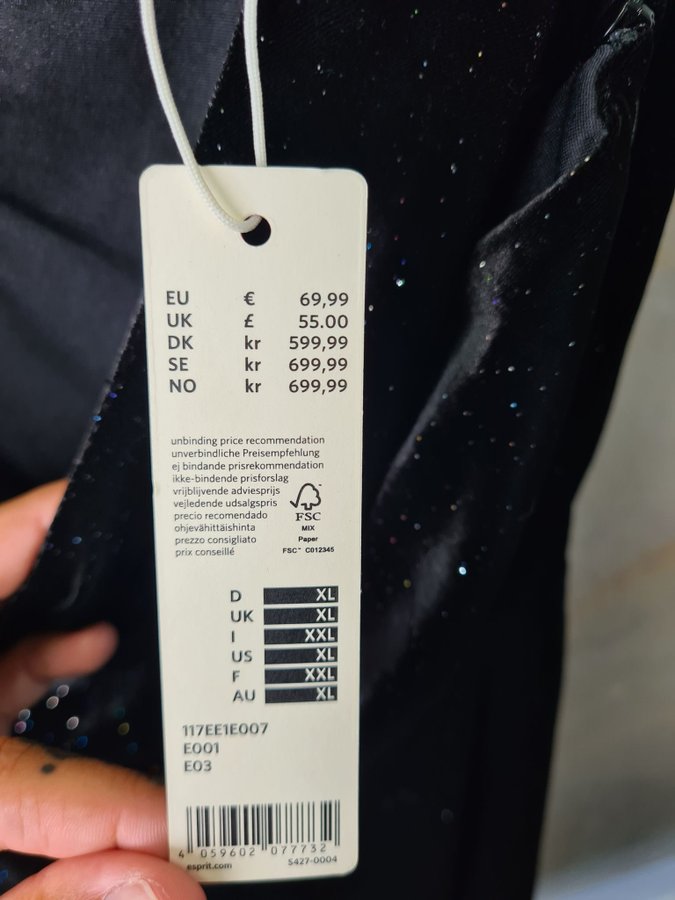 EU € 69,99
UK £ 55.00
DK kr 599,99
SE kr 699,99
NO kr 699,99
unbinding price recommendation
unverbindliche Preisempfehlung
ej bindande prisrekommendation
ikke-bindende prisforslag
vrijblijvende adviesprijs
vejledende udsalgspris
precio recomendado
ojhevähittäishinta
prezzo consigliato
prix conseillé
FSC
MIX
Paper
FSC™ C012345
D XL
UK XL
I XXL
US XL
F XXL
AU XL
117EE1E007
E001
E03
4 059602 077732
esprit.com S427-0004